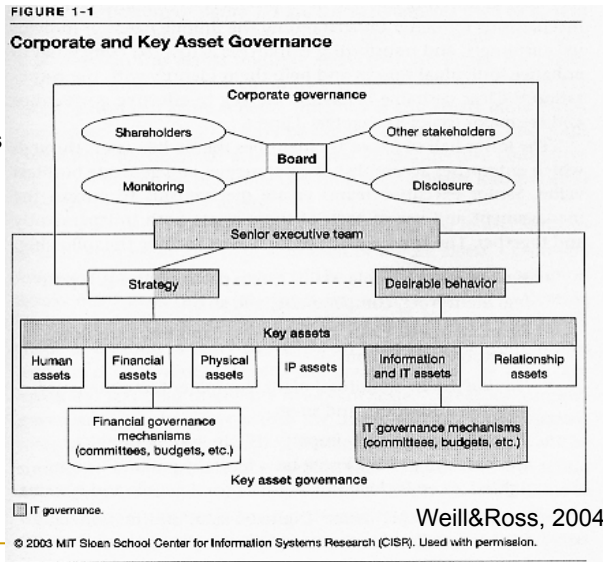 FIGURE 1-1
Corporate and Key Asset Governance
Corporate governance
Shareholders
Other stakeholders
Board
Monitoring
Disclosure
s
Senior executive team
Strategy
Desirable behavior
Key assets
Human
assets
Financial
assets
Physical
assets
IP assets
Information
and IT assets
Relationship
assets
Financial governance
mechanisms
(committees, budgets, etc.)
IT governance mechanisms
(committees, budgets, etc.)
Key asset governance
IT governance.
Weill&Ross, 2004
© 2003 MIT Sloan School Center for Information Systems Research (CISR). Used with permission.